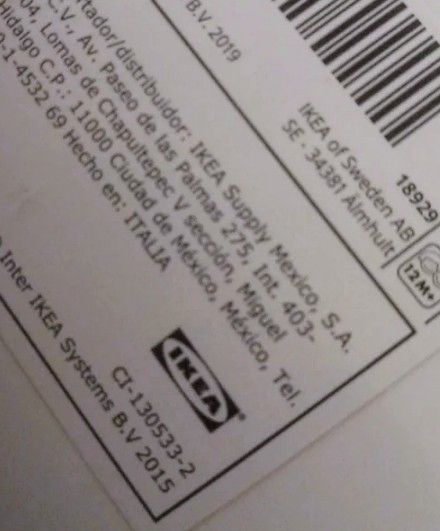 B.V. 2019
IKEA of Sweden AB
SE - 34381 Älmhult
18929
12M+
tador/distribuidor: IKEA Supply Mexico, S.A.
C.V., Av. Paseo de las Palmas 275, Int. 403-
04, Lomas de Chapultepec V sección, Miguel
Hidalgo C.P.: 11000 Ciudad de México, México, Tel.
0-1-4532 69 Hecho en: ITALIA
IKEA
CI-130533-2
Inter IKEA Systems B.V 2015